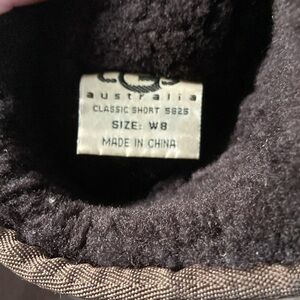 UGG
australia
CLASSIC SHORT 5825
SIZE: W8
MADE IN CHINA